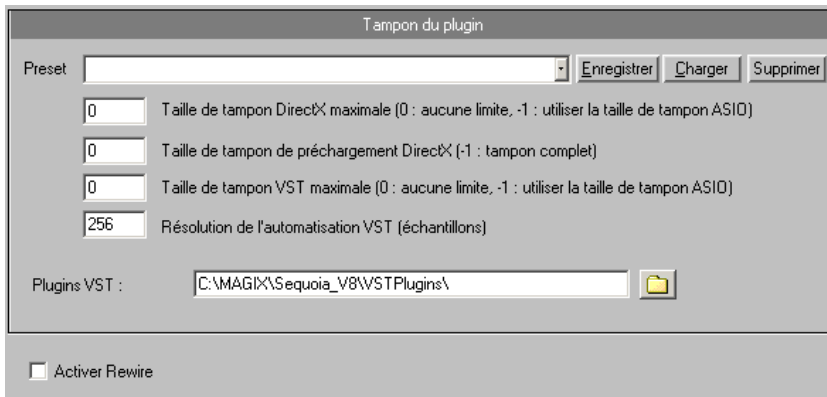 Tampon du plugin
Preset Enregistrer Charger Supprimer
0 Taille de tampon DirectX maximale (0 : aucune limite, -1 : utiliser la taille de tampon ASIO)
0 Taille de tampon de préchargement DirectX (-1 : tampon complet)
0 Taille de tampon VST maximale (0 : aucune limite, -1 : utiliser la taille de tampon ASIO)
256 Résolution de l'automatisation VST (échantillons)
Plugins VST : C:\MAGIX\Sequoia_V8\VSTPlugins\
Activer Rewire